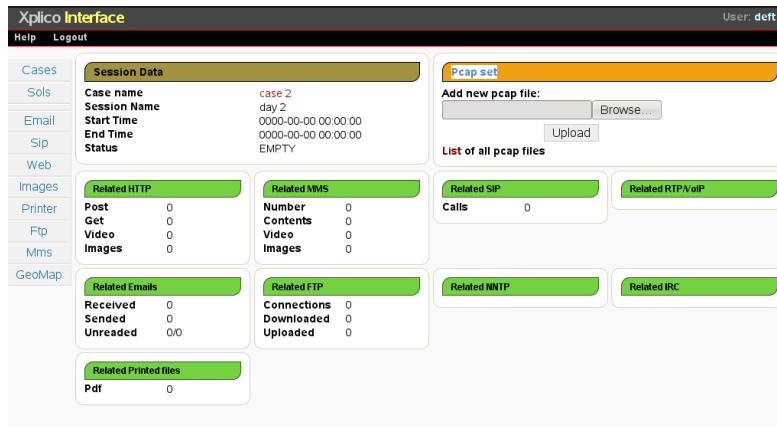 Xplico Interface
User: deft
Help Logout
Cases
Sols
Email
Sip
Web
Images
Printer
Ftp
Mms
GeoMap
Session Data
Case name case 2
Session Name day 2
Start Time 0000-00-00 00:00:00
End Time 0000-00-00 00:00:00
Status EMPTY
Pcap set
Add new pcap file:
Browse...
Upload
List of all pcap files
Related HTTP
Post 0
Get 0
Video 0
Images 0
Related MMS
Number 0
Contents 0
Video 0
Images 0
Related SIP
Calls 0
Related RTP/VoIP
Related Emails
Received 0
Sended 0
Unreaded 0/0
Related FTP
Connections 0
Downloaded 0
Uploaded 0
Related NNTP
Related IRC
Related Printed files
Pdf 0